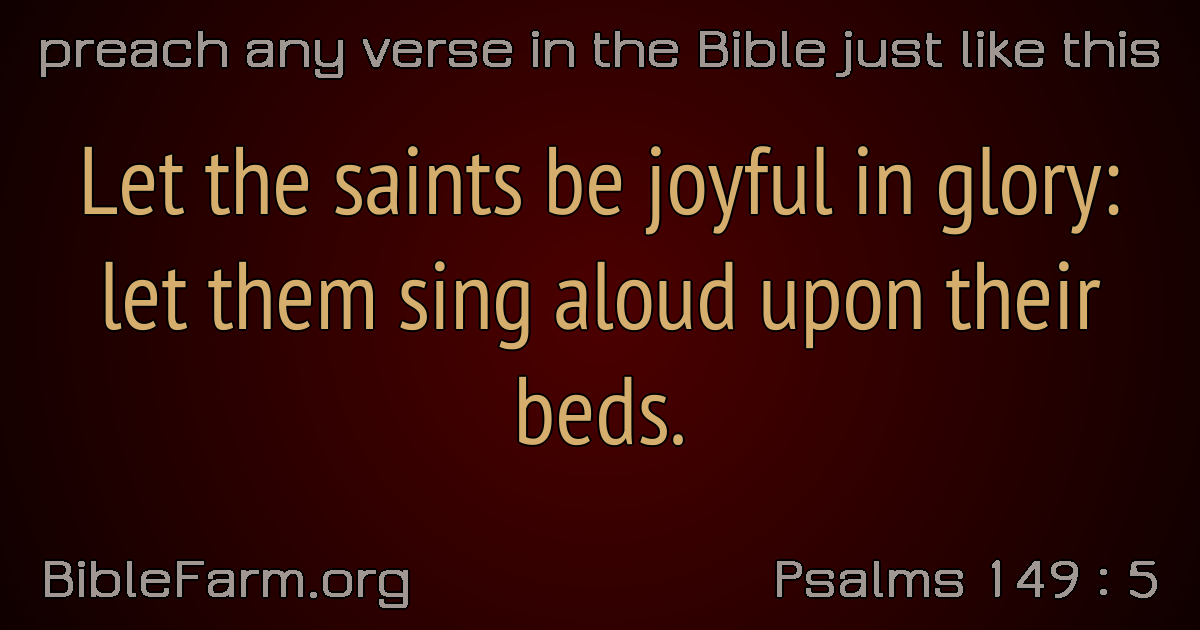 preach any verse in the Bible just like this
Let the saints be joyful in glory:
let them sing aloud upon their
beds.
BibleFarm.org
Psalms 149 : 5